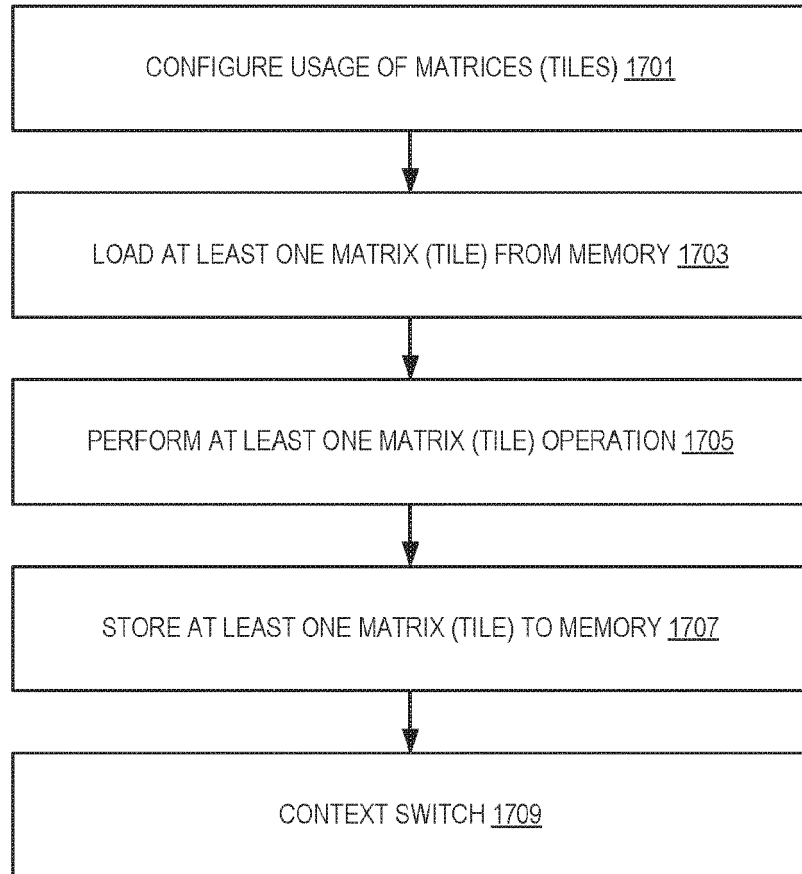 CONFIGURE USAGE OF MATRICES (TILES) 1701
LOAD AT LEAST ONE MATRIX (TILE) FROM MEMORY 1703
PERFORM AT LEAST ONE MATRIX (TILE) OPERATION 1705
STORE AT LEAST ONE MATRIX (TILE) TO MEMORY 1707
CONTEXT SWITCH 1709